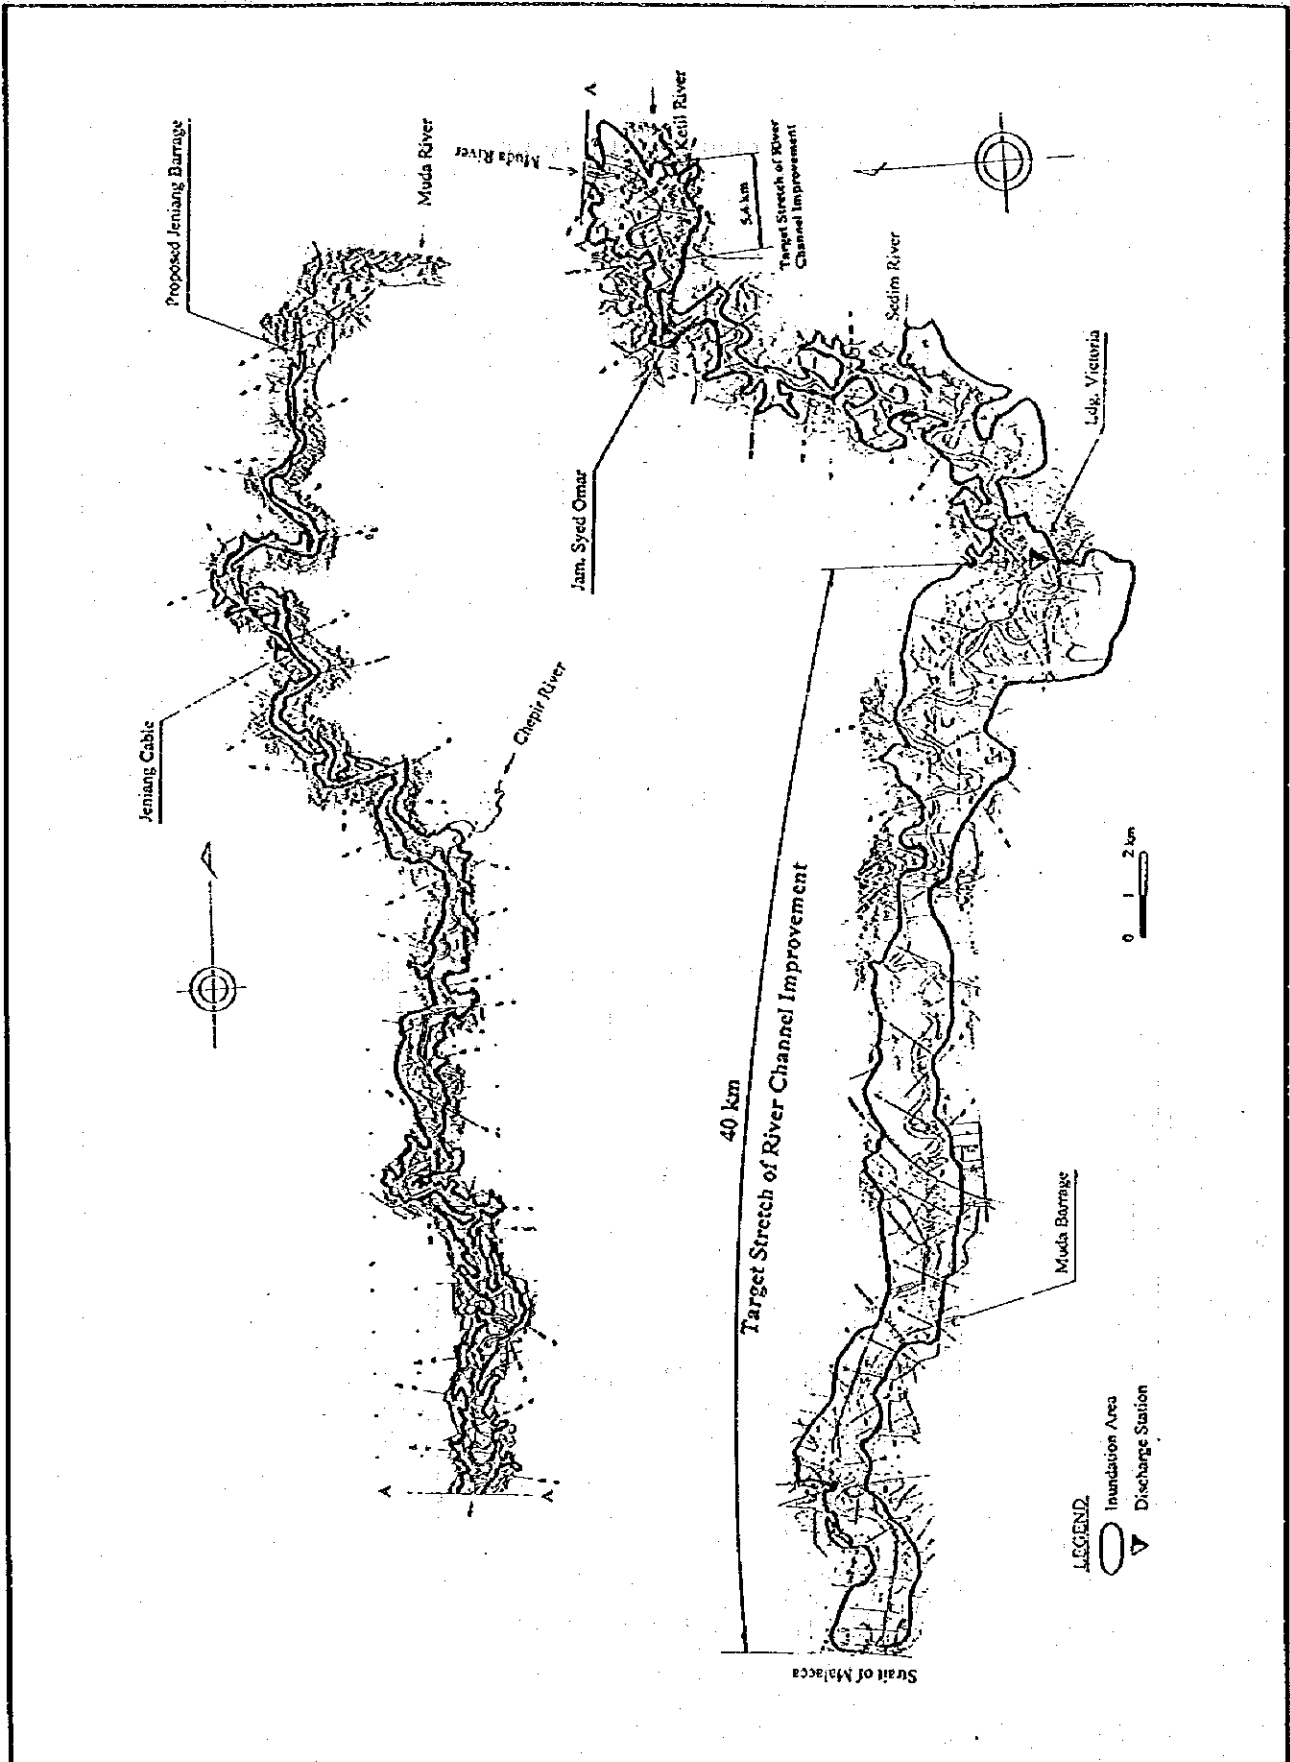 Proposed Jeniang Barrage
Muda River
Jeniang Cable
Chepir River
A
A
Muda River
A
Ketil River
5.4 km
Target Stretch of River
Channel Improvement
Jam. Syed Omar
Sedim River
Ldg. Victoria
40 km
Target Stretch of River Channel Improvement
Muda Barrage
Strait of Malacca
0 1 2 km
LEGEND
Inundation Area
Discharge Station